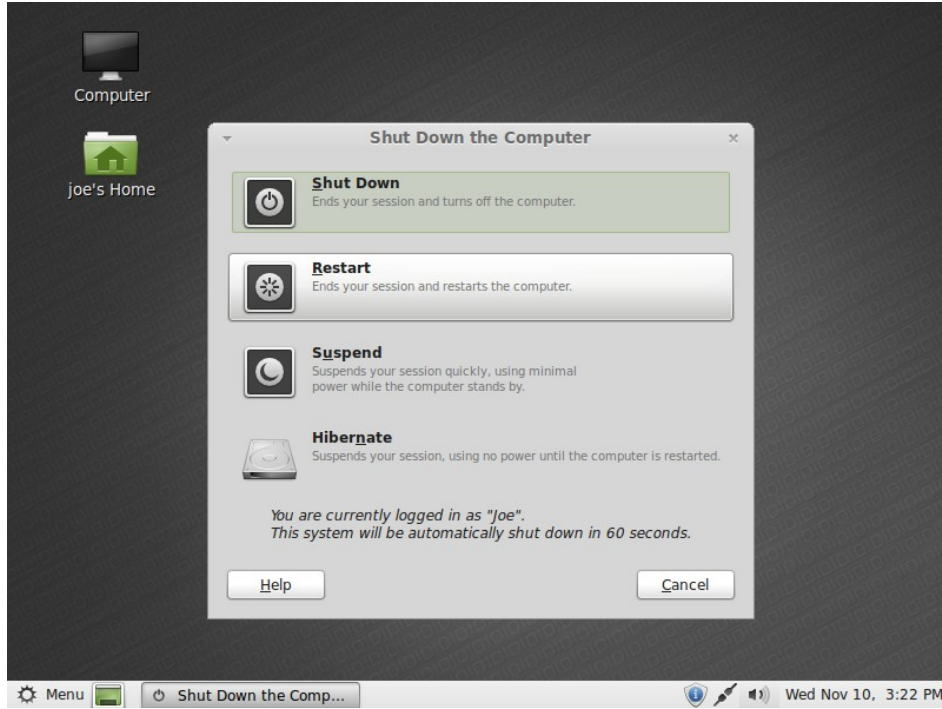 Computer
joe's Home
Shut Down the Computer
Shut Down
Ends your session and turns off the computer.
Restart
Ends your session and restarts the computer.
Suspend
Suspends your session quickly, using minimal
power while the computer stands by.
Hibernate
Suspends your session, using no power until the computer is restarted.
You are currently logged in as "Joe".
This system will be automatically shut down in 60 seconds.
Help
Cancel
Menu
Shut Down the Comp...
Wed Nov 10, 3:22 PM